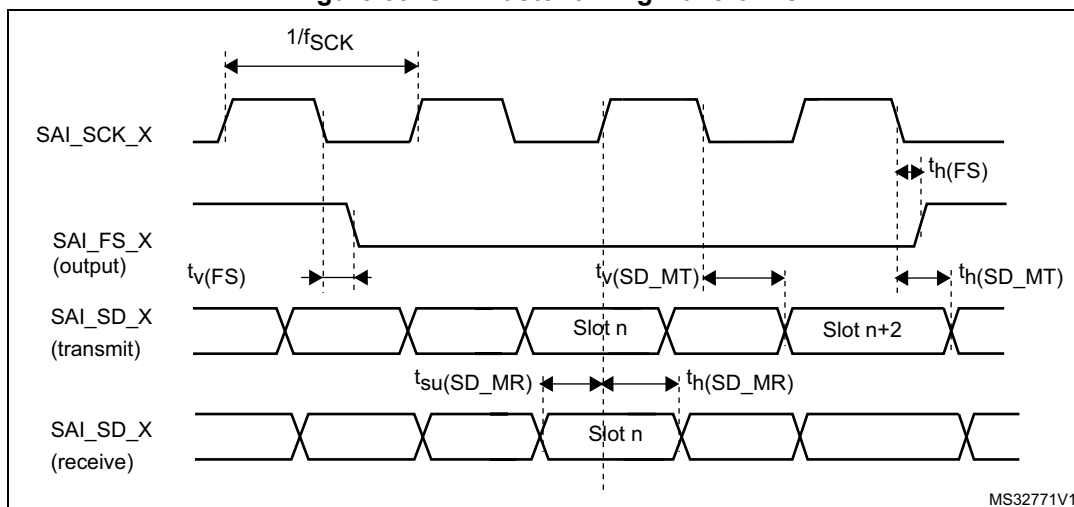 1/fSCK
SAI_SCK_X
th(FS)
SAI_FS_X
(output)
tv(FS)
tv(SD_MT)
th(SD_MT)
SAI_SD_X
(transmit)
Slot n
Slot n+2
tsu(SD_MR)
th(SD_MR)
SAI_SD_X
(receive)
Slot n
MS32771V1